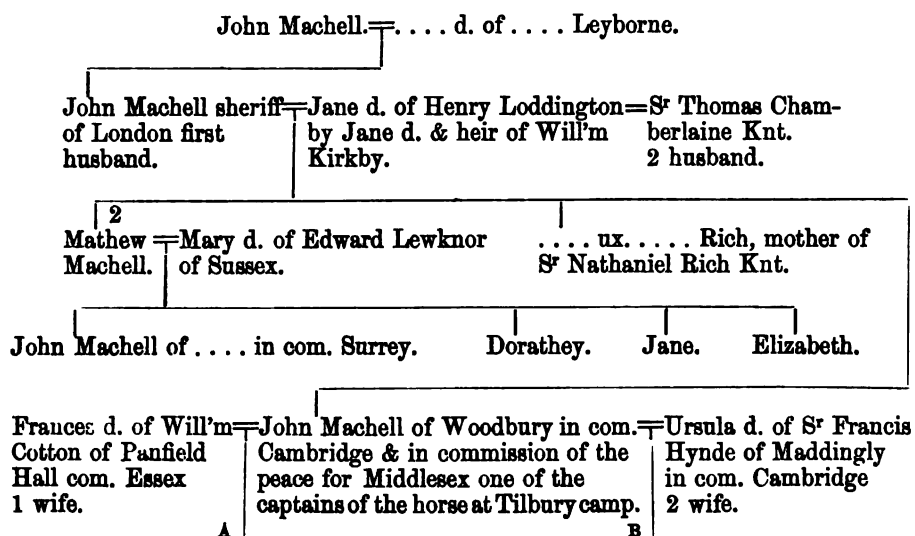 John Machell. . . . . d. of . . . . Leyborne.
John Machell sheriff of London first husband.
Jane d. of Henry Loddington by Jane d. & heir of Will'm Kirkby.
Sr Thomas Chamberlaine Knt. 2 husband.
2
Mathew Machell.
Mary d. of Edward Lewknor of Sussex.
. . . . ux. . . . . Rich, mother of Sr Nathaniel Rich Knt.
John Machell of . . . . in com. Surrey.
Dorathey.
Jane.
Elizabeth.
Frances d. of Will'm
Cotton of Panfield
Hall com. Essex
1 wife.
John Machell of Woodbury in com.
Cambridge & in commission of the
peace for Middlesex one of the
captains of the horse at Tilbury camp.
Ursula d. of Sr Francis
Hynde of Maddingly
in com. Cambridge
2 wife.
A
B